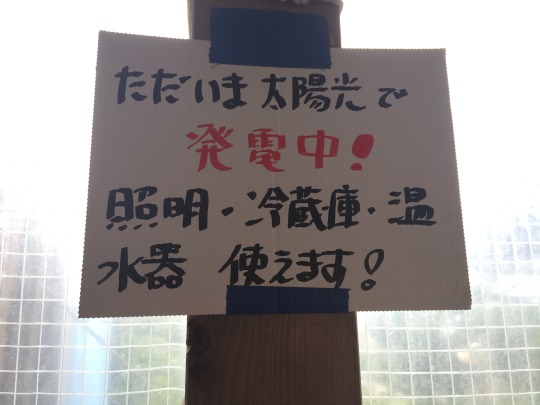 ただいま太陽光で
発電中!
照明・冷蔵庫・温
水器 使えます!